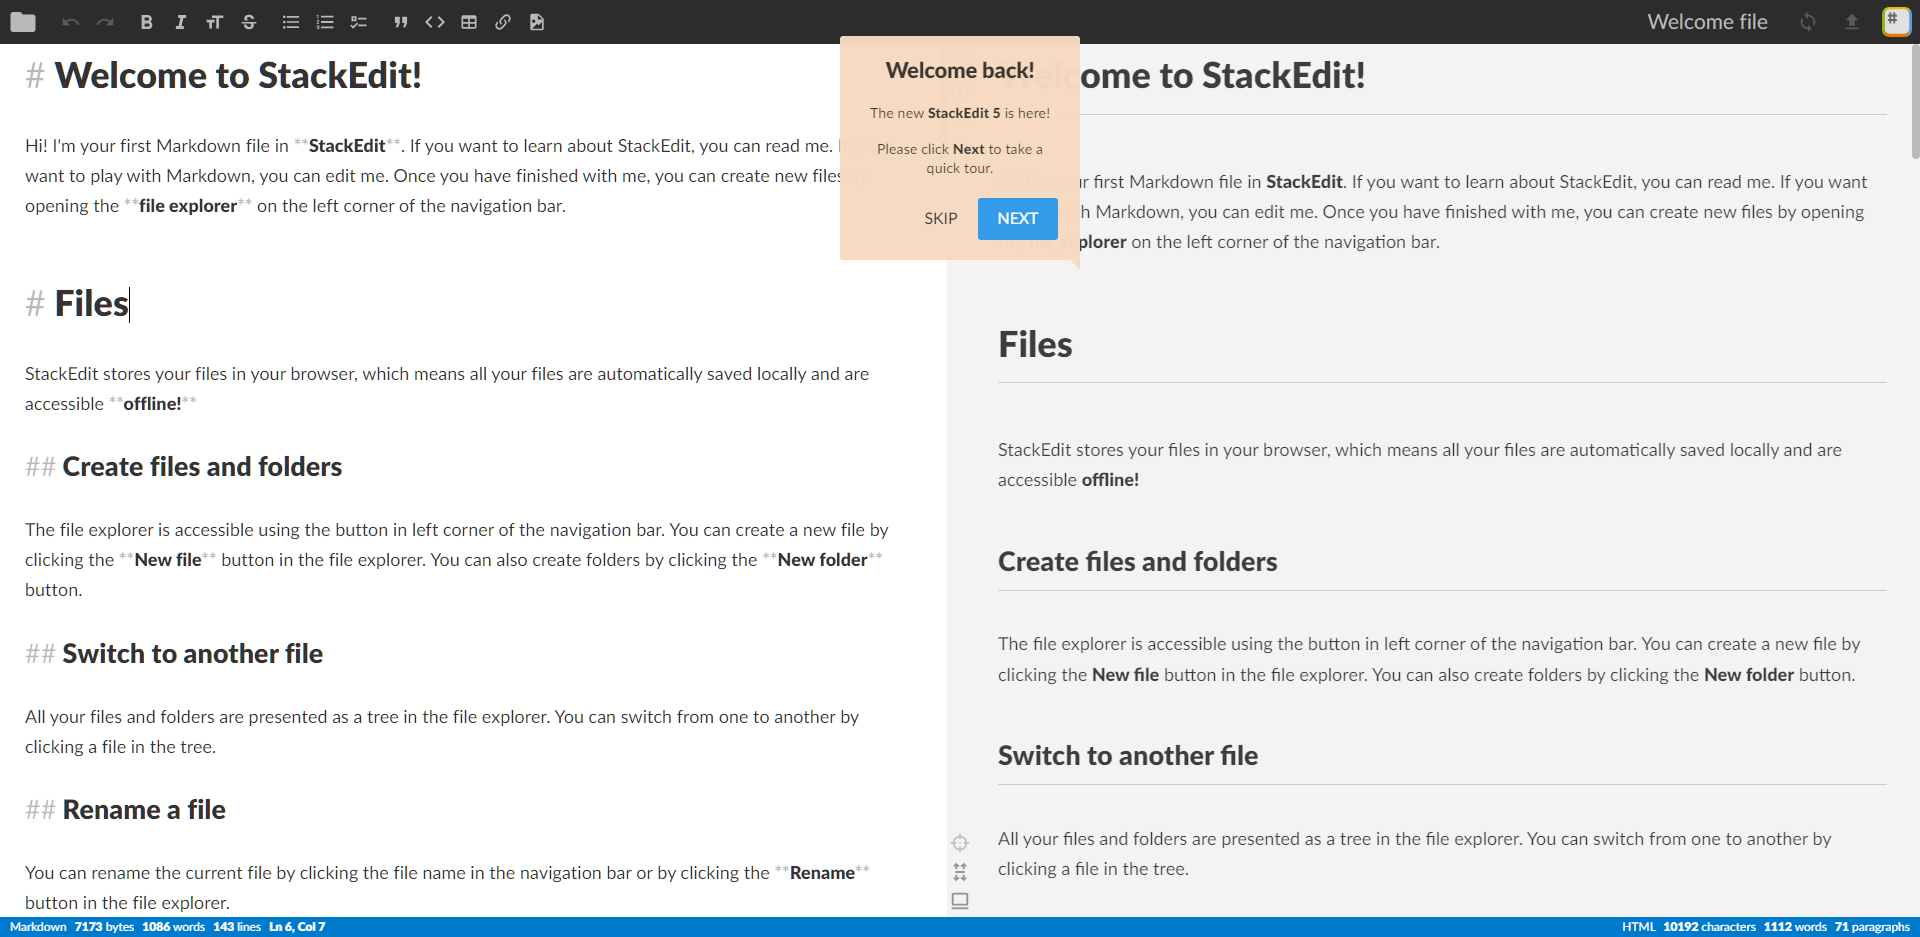 Welcome file
#
# Welcome to StackEdit!
Hi! I'm your first Markdown file in **StackEdit**. If you want to learn about StackEdit, you can read me.
want to play with Markdown, you can edit me. Once you have finished with me, you can create new files
opening the **file explorer** on the left corner of the navigation bar.
# Files
StackEdit stores your files in your browser, which means all your files are automatically saved locally and are
accessible **offline!**
## Create files and folders
The file explorer is accessible using the button in left corner of the navigation bar. You can create a new file by
clicking the **New file** button in the file explorer. You can also create folders by clicking the **New folder**
button.
## Switch to another file
All your files and folders are presented as a tree in the file explorer. You can switch from one to another by
clicking a file in the tree.
## Rename a file
You can rename the current file by clicking the file name in the navigation bar or by clicking the **Rename**
button in the file explorer.
Welcome back!
The new StackEdit 5 is here!
Please click Next to take a
quick tour.
SKIP NEXT
Welcome to StackEdit!
first Markdown file in StackEdit. If you want to learn about StackEdit, you can read me. If you want
Markdown, you can edit me. Once you have finished with me, you can create new files by opening
explorer on the left corner of the navigation bar.
Files
StackEdit stores your files in your browser, which means all your files are automatically saved locally and are
accessible offline!
Create files and folders
The file explorer is accessible using the button in left corner of the navigation bar. You can create a new file by
clicking the New file button in the file explorer. You can also create folders by clicking the New folder button.
Switch to another file
All your files and folders are presented as a tree in the file explorer. You can switch from one to another by
clicking a file in the tree.
Markdown 7173 bytes 1086 words 143 lines Ln 6, Col 7
HTML 10192 characters 1112 words 71 paragraphs